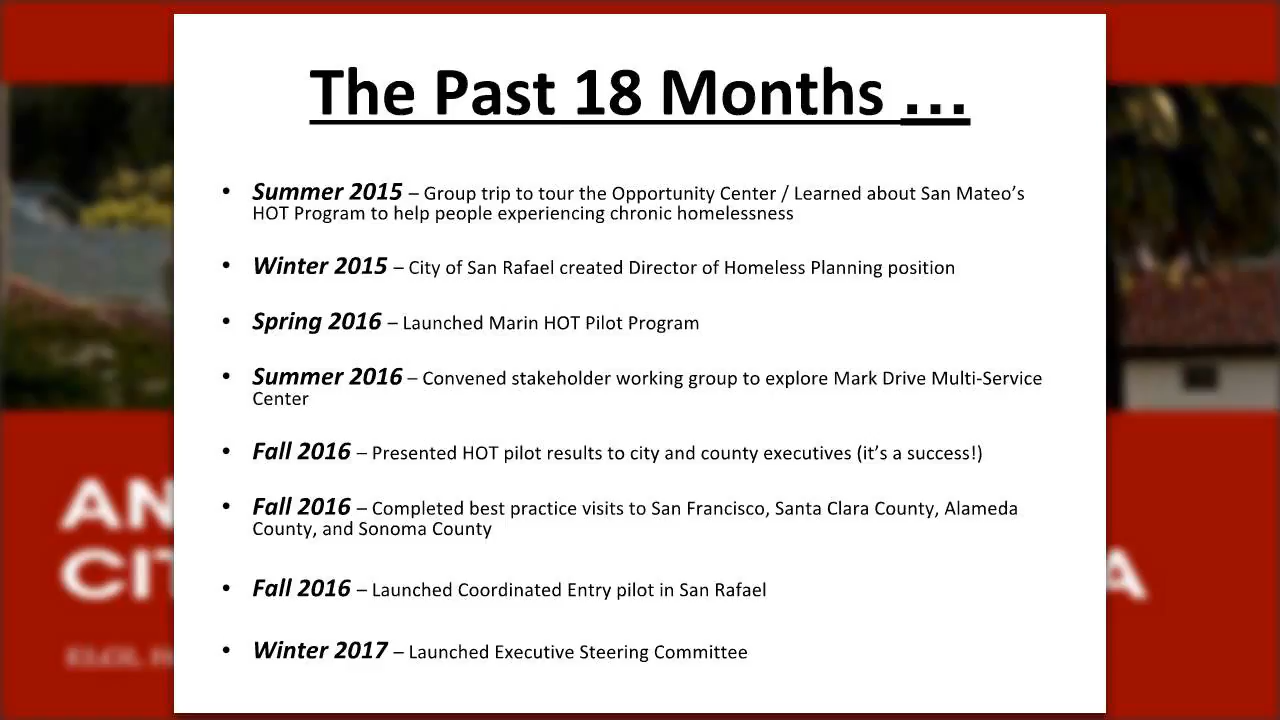 The Past 18 Months ...
• Summer 2015 – Group trip to tour the Opportunity Center / Learned about San Mateo’s
HOT Program to help people experiencing chronic homelessness
• Winter 2015 – City of San Rafael created Director of Homeless Planning position
• Spring 2016 – Launched Marin HOT Pilot Program
• Summer 2016 – Convened stakeholder working group to explore Mark Drive Multi-Service
Center
• Fall 2016 – Presented HOT pilot results to city and county executives (it’s a success!)
• Fall 2016 – Completed best practice visits to San Francisco, Santa Clara County, Alameda
County, and Sonoma County
• Fall 2016 – Launched Coordinated Entry pilot in San Rafael
• Winter 2017 – Launched Executive Steering Committee